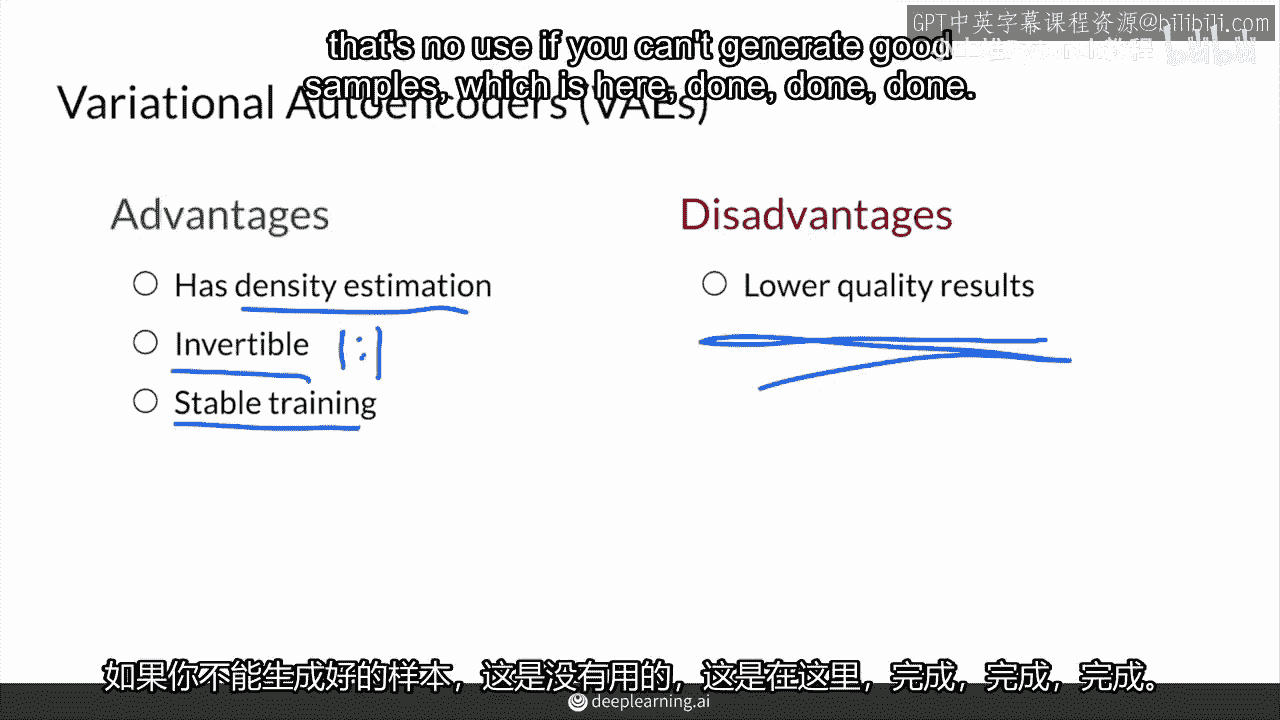 GPT中英字幕课程资源@bilibili.com
that's no use if you can't generate good
samples, which is here, done, done, done.
Variational Autoencoders (VAEs)
Advantages
Has density estimation
Invertible
Stable training
Disadvantages
Lower quality results
如果你不能生成好的样本，这是没有用的，这是在这里，完成，完成，完成。
deeplearning.ai